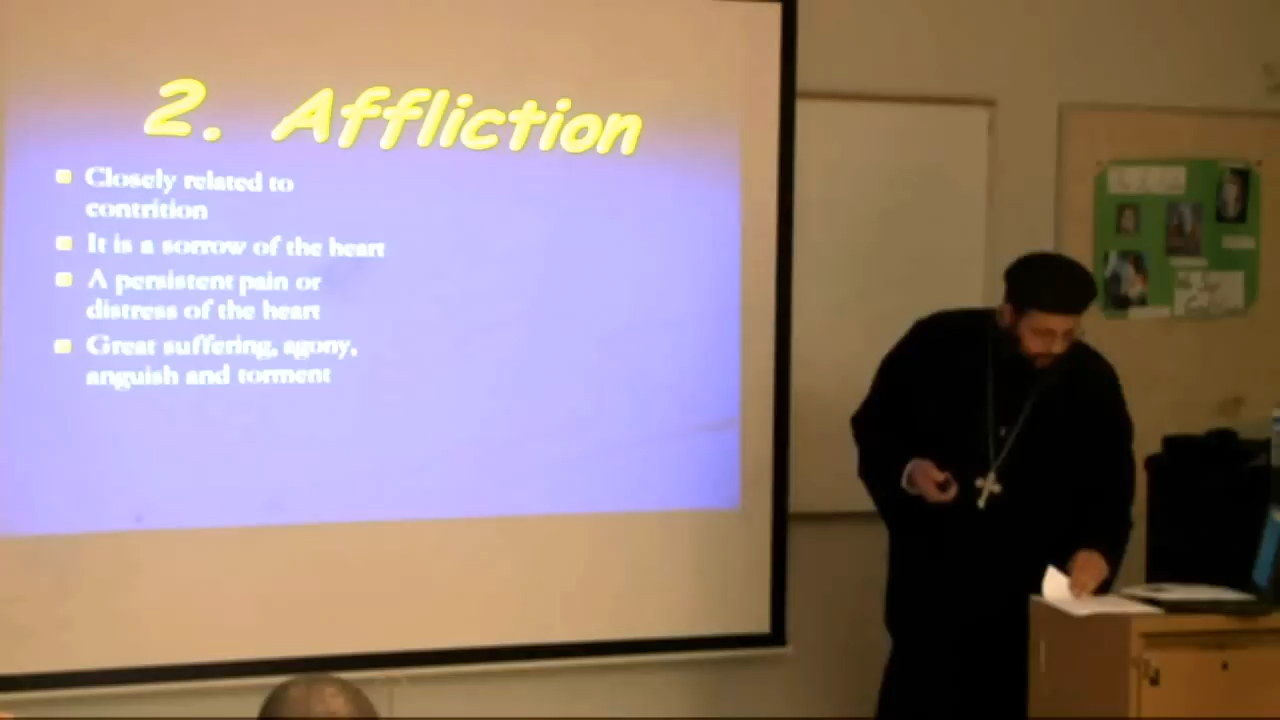 2. Affliction
Closely related to
contrition
It is a sorrow of the heart
A persistent pain or
distress of the heart
Great suffering, agony,
anguish and torment